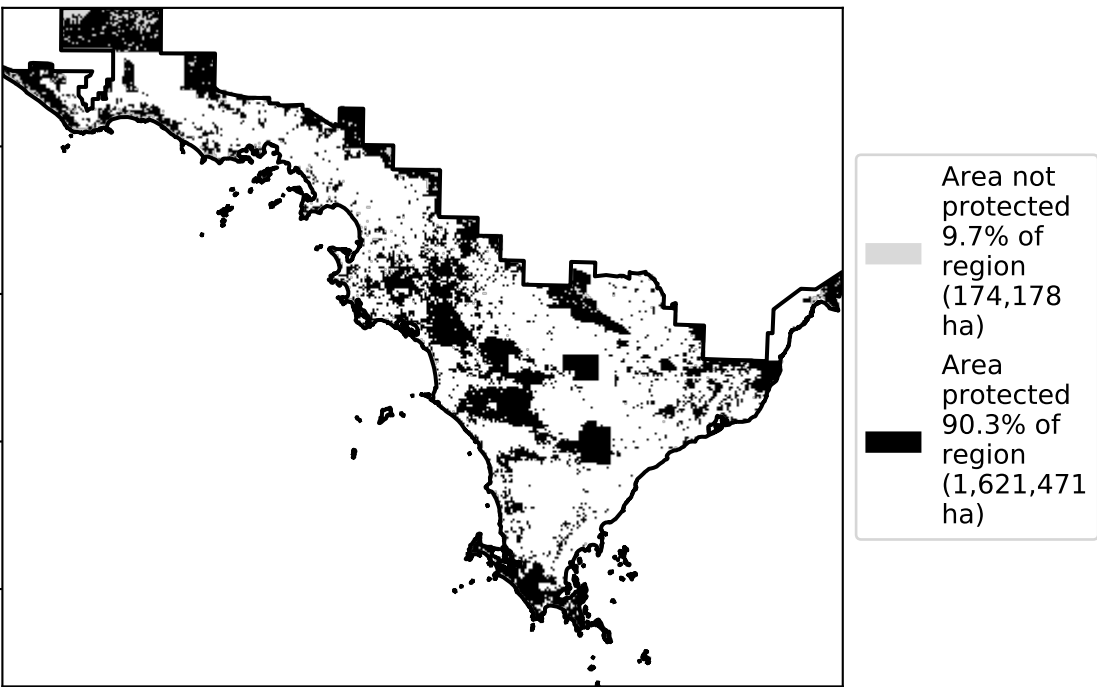 Area not
protected
9.7% of
region
(174,178
ha)
Area
protected
90.3% of
region
(1,621,471
ha)